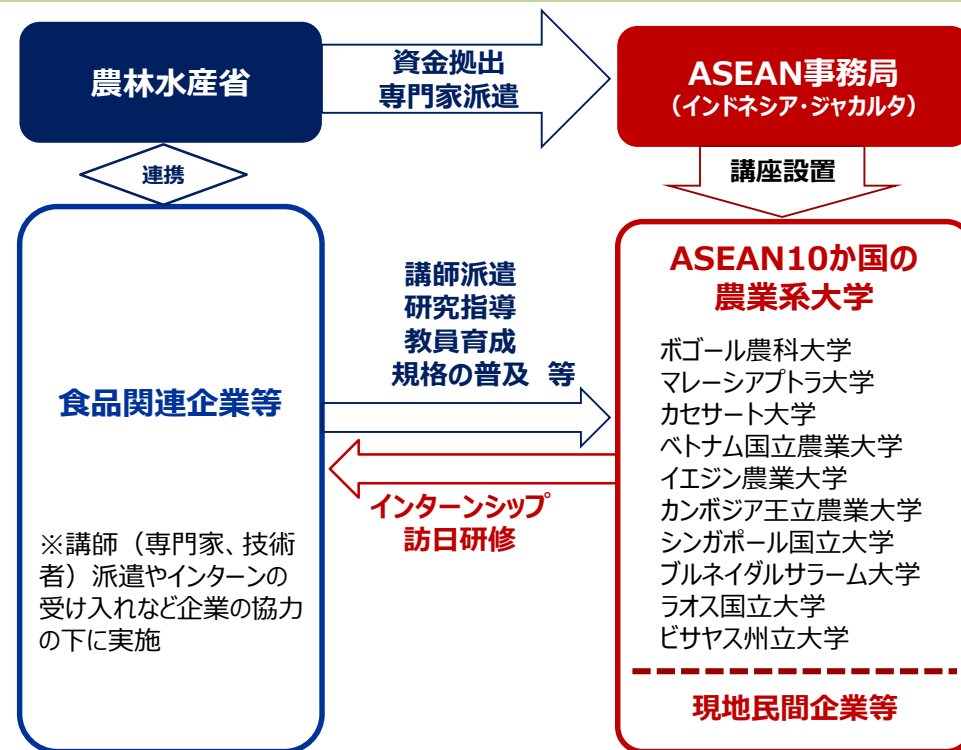 農林水産省
資金拠出
専門家派遣
ASEAN事務局
（インドネシア・ジャカルタ）
連携
講座設置
食品関連企業等
※講師（専門家、技術
者）派遣やインターンの
受け入れなど企業の協力
の下に実施
講師派遣
研究指導
教員育成
規格の普及 等
インターンシップ
訪日研修
ASEAN10か国の
農業系大学
ボゴール農科大学
マレーシアプトラ大学
カセサート大学
ベトナム国立農業大学
イエジン農業大学
カンボジア王立農業大学
シンガポール国立大学
ブルネイダルサラーム大学
ラオス国立大学
ビサヤス州立大学
現地民間企業等